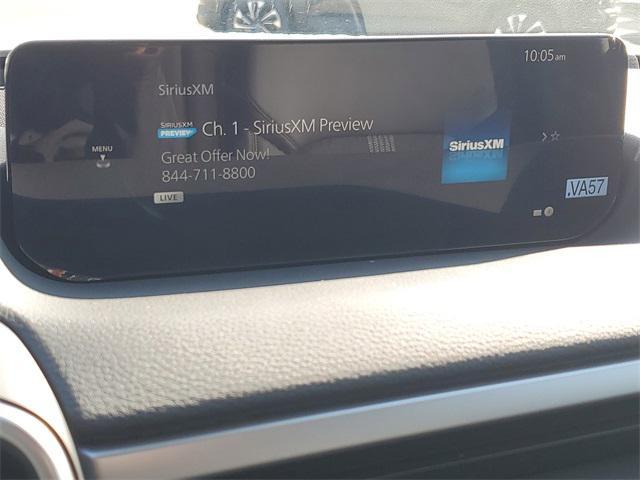 10:05 am
SiriusXM
SIRIUSXM
PREVIEW
Ch. 1 - SiriusXM Preview
MENU
Great Offer Now!
844-711-8800
SiriusXM
LIVE
.VA57